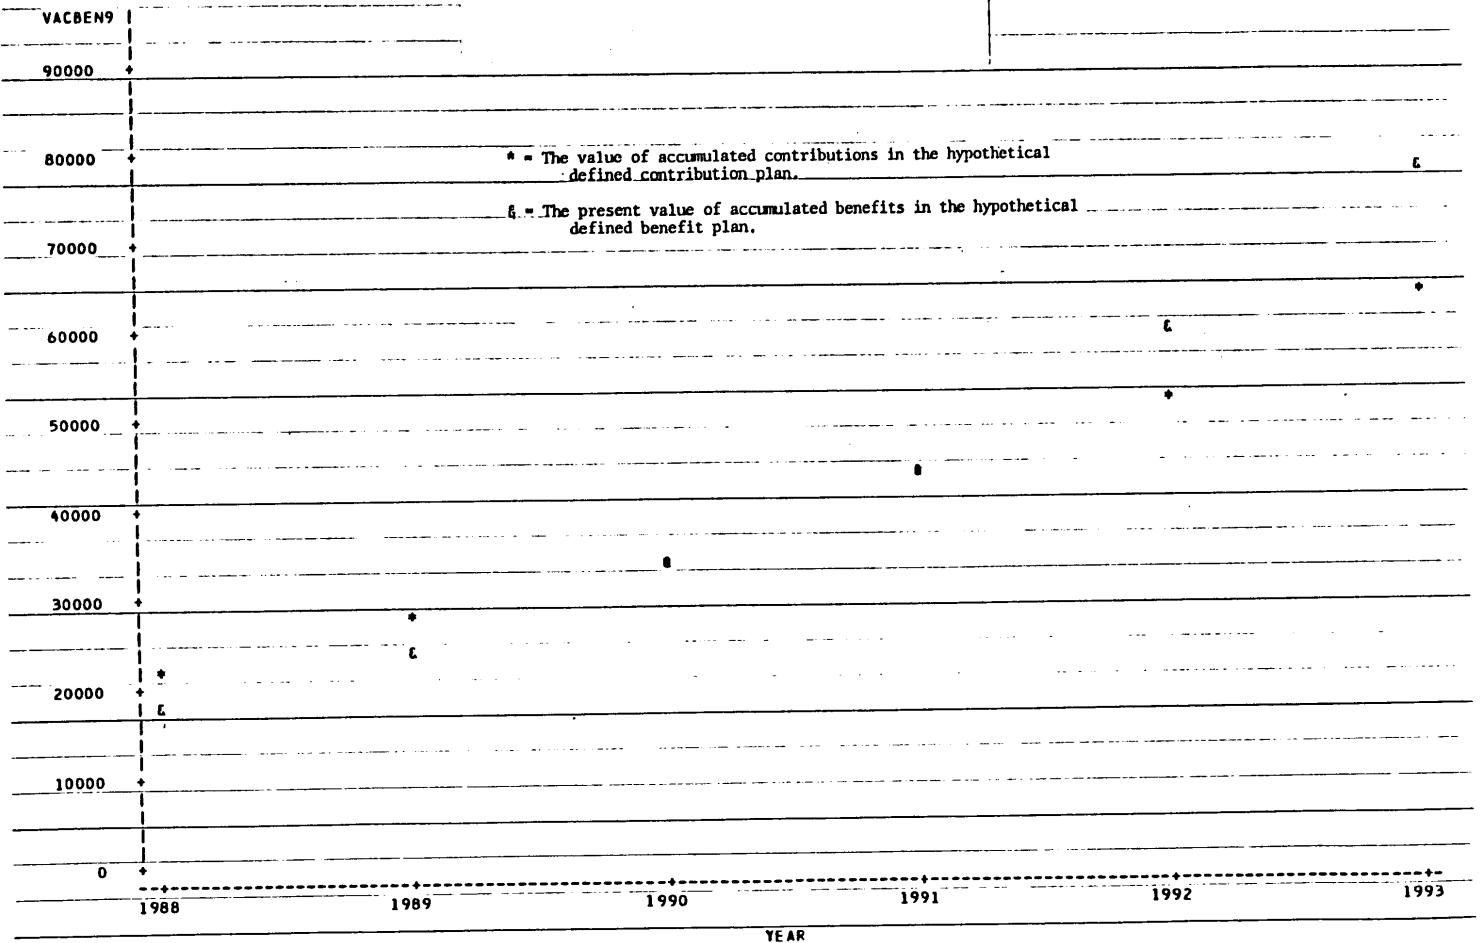 VACBEN9
90000
80000
* = The value of accumulated contributions in the hypothetical
defined contribution plan.
& = The present value of accumulated benefits in the hypothetical
defined benefit plan.
70000
60000
50000
40000
30000
20000
10000
0
1988 1989 1990 1991 1992 1993
YEAR